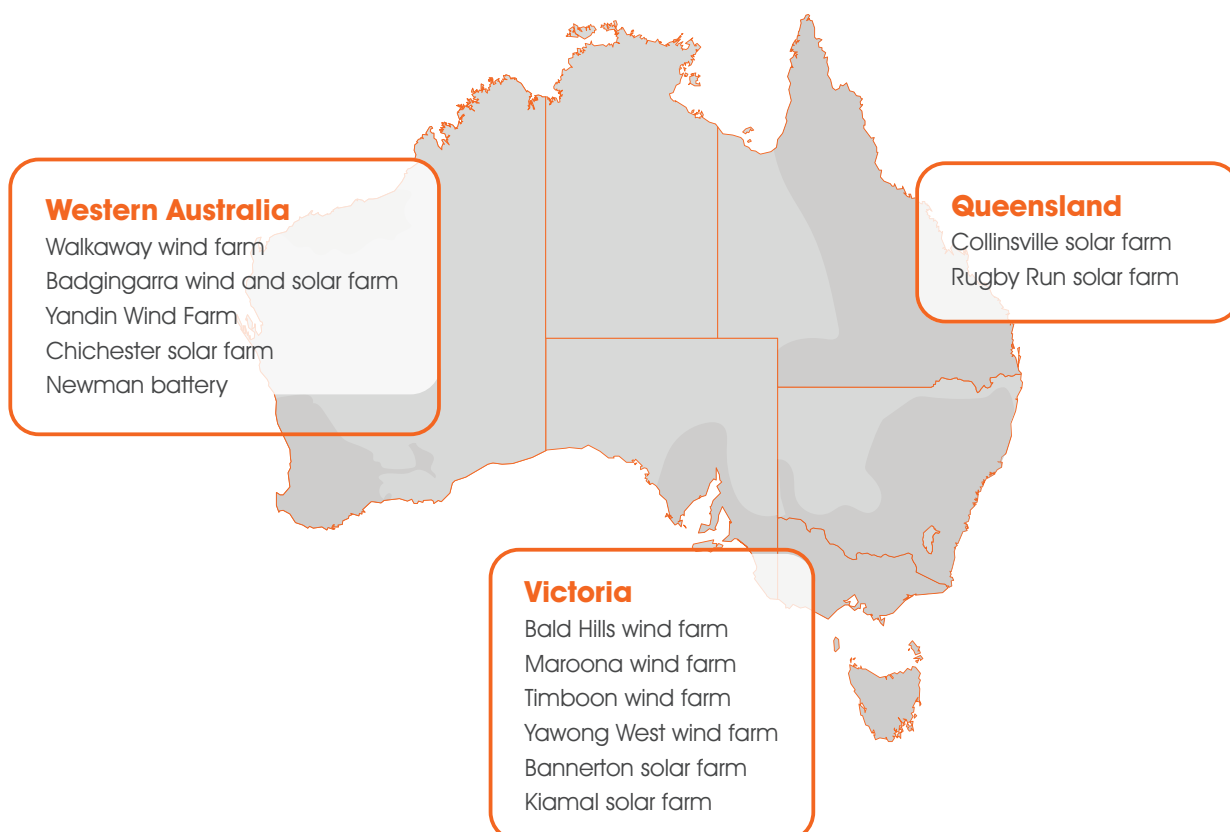 Western Australia
Walkaway wind farm
Badgingarra wind and solar farm
Yandin Wind Farm
Chichester solar farm
Newman battery
Queensland
Collinsville solar farm
Rugby Run solar farm
Victoria
Bald Hills wind farm
Maroona wind farm
Timboon wind farm
Yawong West wind farm
Bannerton solar farm
Kiamal solar farm